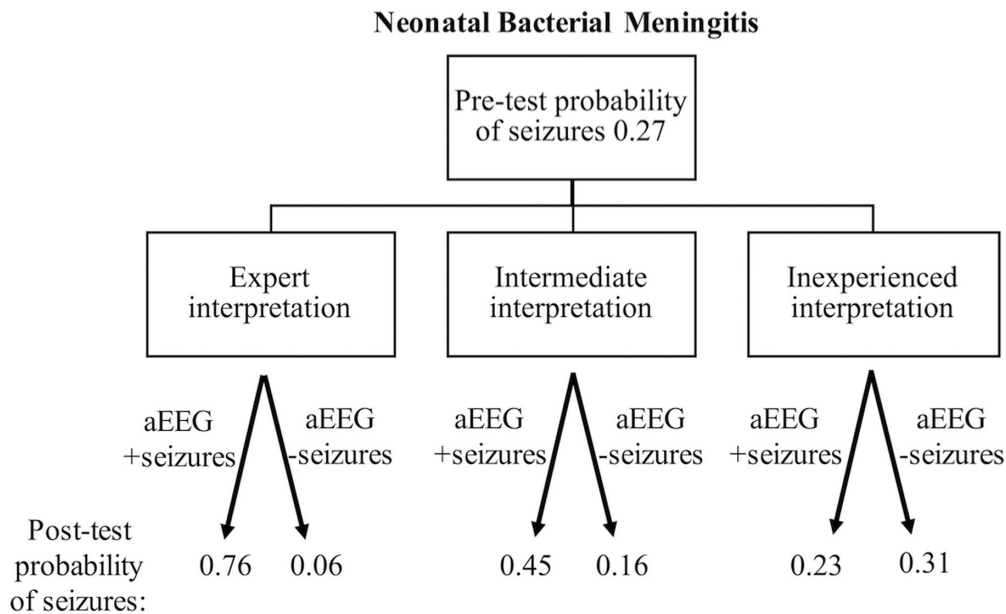 Neonatal Bacterial Meningitis
Pre-test probability
of seizures 0.27
Expert
interpretation
Intermediate
interpretation
Inexperienced
interpretation
aEEG
+seizures
aEEG
-seizures
aEEG
+seizures
aEEG
-seizures
aEEG
+seizures
aEEG
-seizures
Post-test
probability
of seizures:
0.76
0.06
0.45
0.16
0.23
0.31